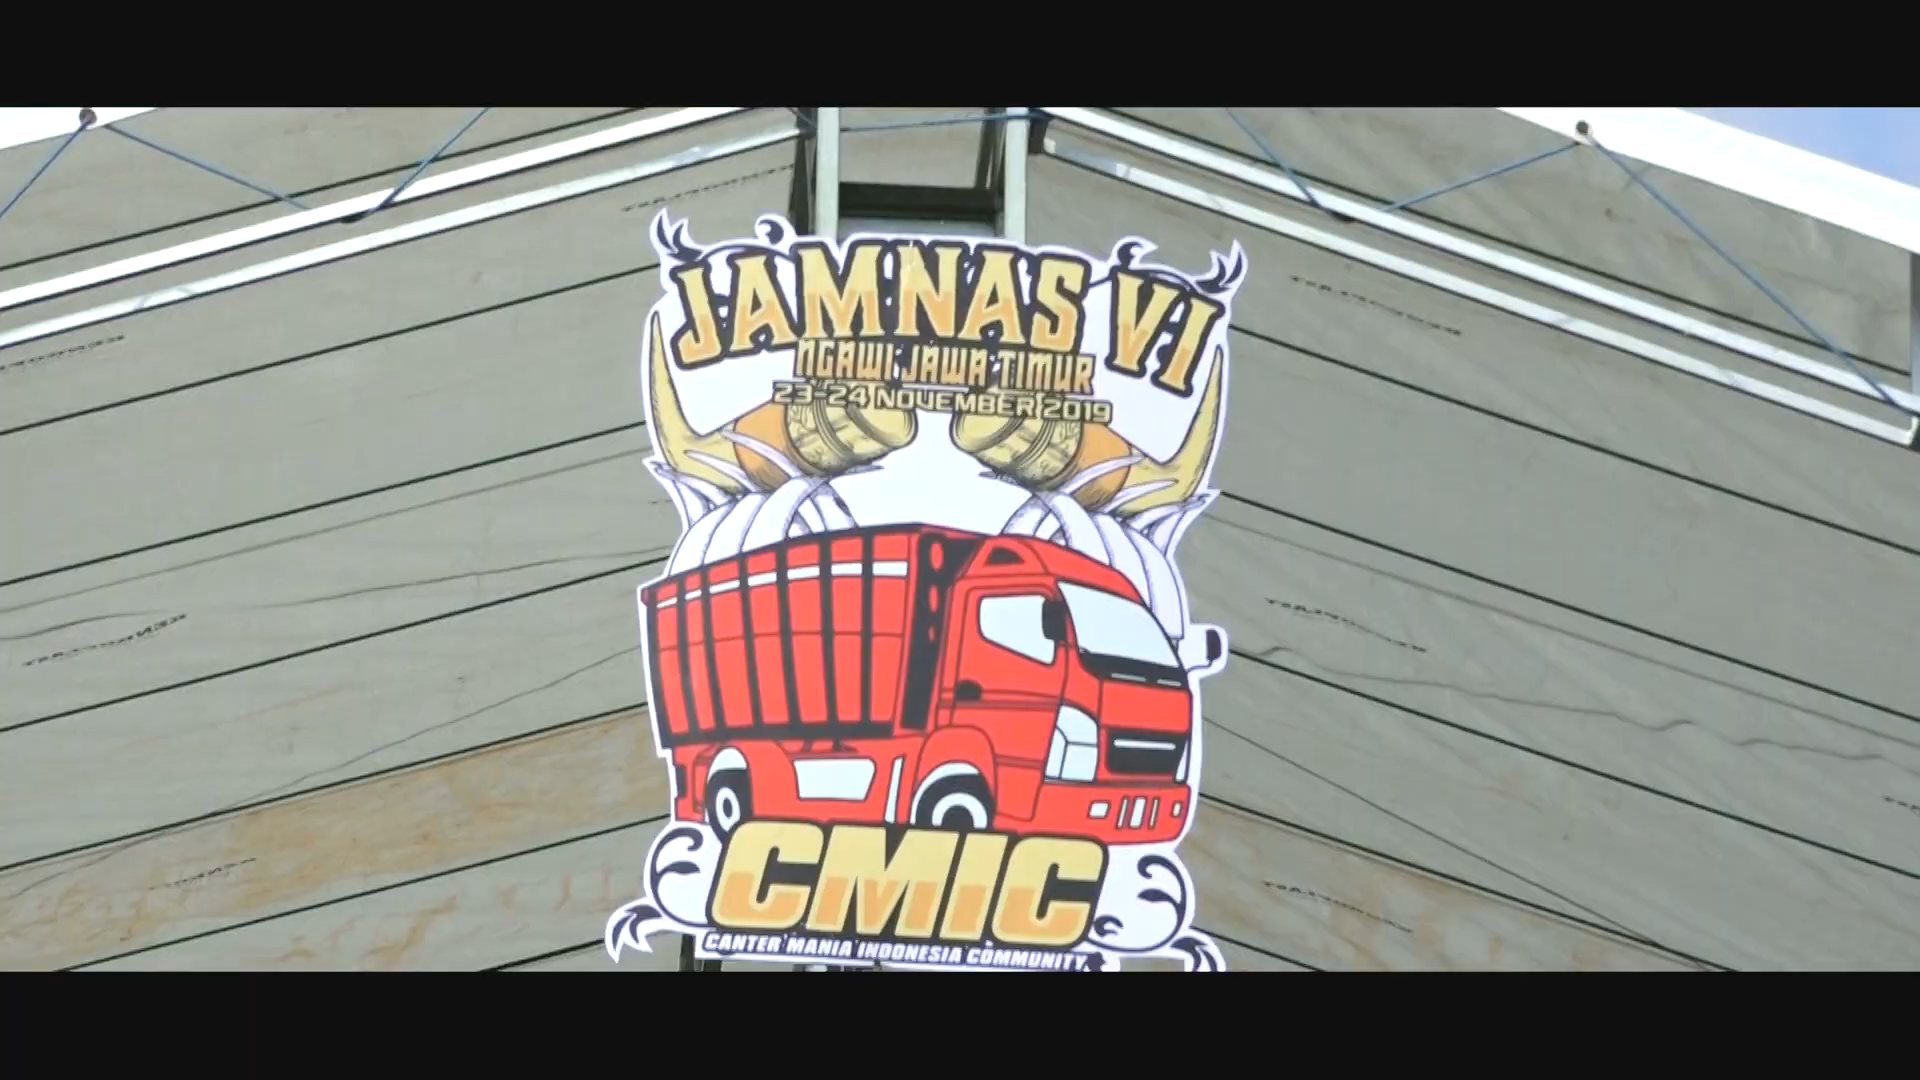 JAMNAS VI
NGAWI JAWA TIMUR
23-24 NOVEMBER 2019
CMIC
CANTER MANIA INDONESIA COMMUNITY